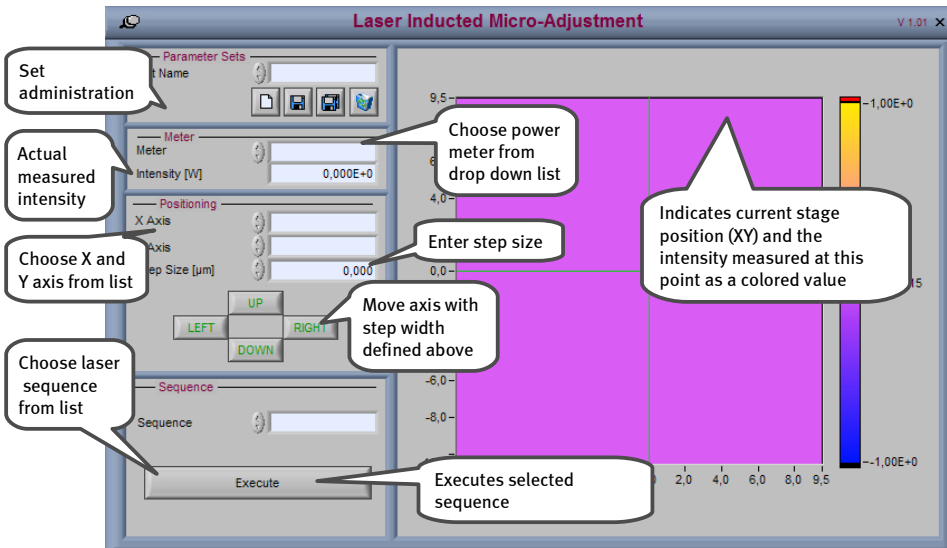 Laser Inducted Micro-Adjustment
V 1.01
Parameter Sets
Name
Set
administration
Meter
Meter
Intensity [W]
0,000E+0
Actual
measured
intensity
Choose power
meter from
drop down list
Positioning
X Axis
Axis
Step Size [µm]
0,000
Choose X and
Y axis from list
Enter step size
UP
LEFT
RIGHT
DOWN
Move axis with
step width
defined above
Choose laser
sequence
from list
Sequence
Sequence
Execute
Executes selected
sequence
9,5
4,0
0,0
-6,0
-8,0
2,0
4,0
6,0
8,0
9,5
1,00E+0
-1,00E+0
Indicates current stage
position (XY) and the
intensity measured at this
point as a colored value